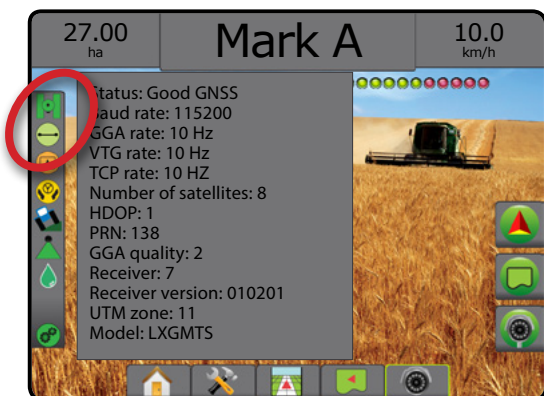 27.00
ha
Mark A
10.0
km/h
Status: Good GNSS
Baud rate: 115200
GGA rate: 10 Hz
VTG rate: 10 Hz
TCP rate: 10 HZ
Number of satellites: 8
HDOP: 1
PRN: 138
GGA quality: 2
Receiver: 7
Receiver version: 010201
UTM zone: 11
Model: LXGMTS